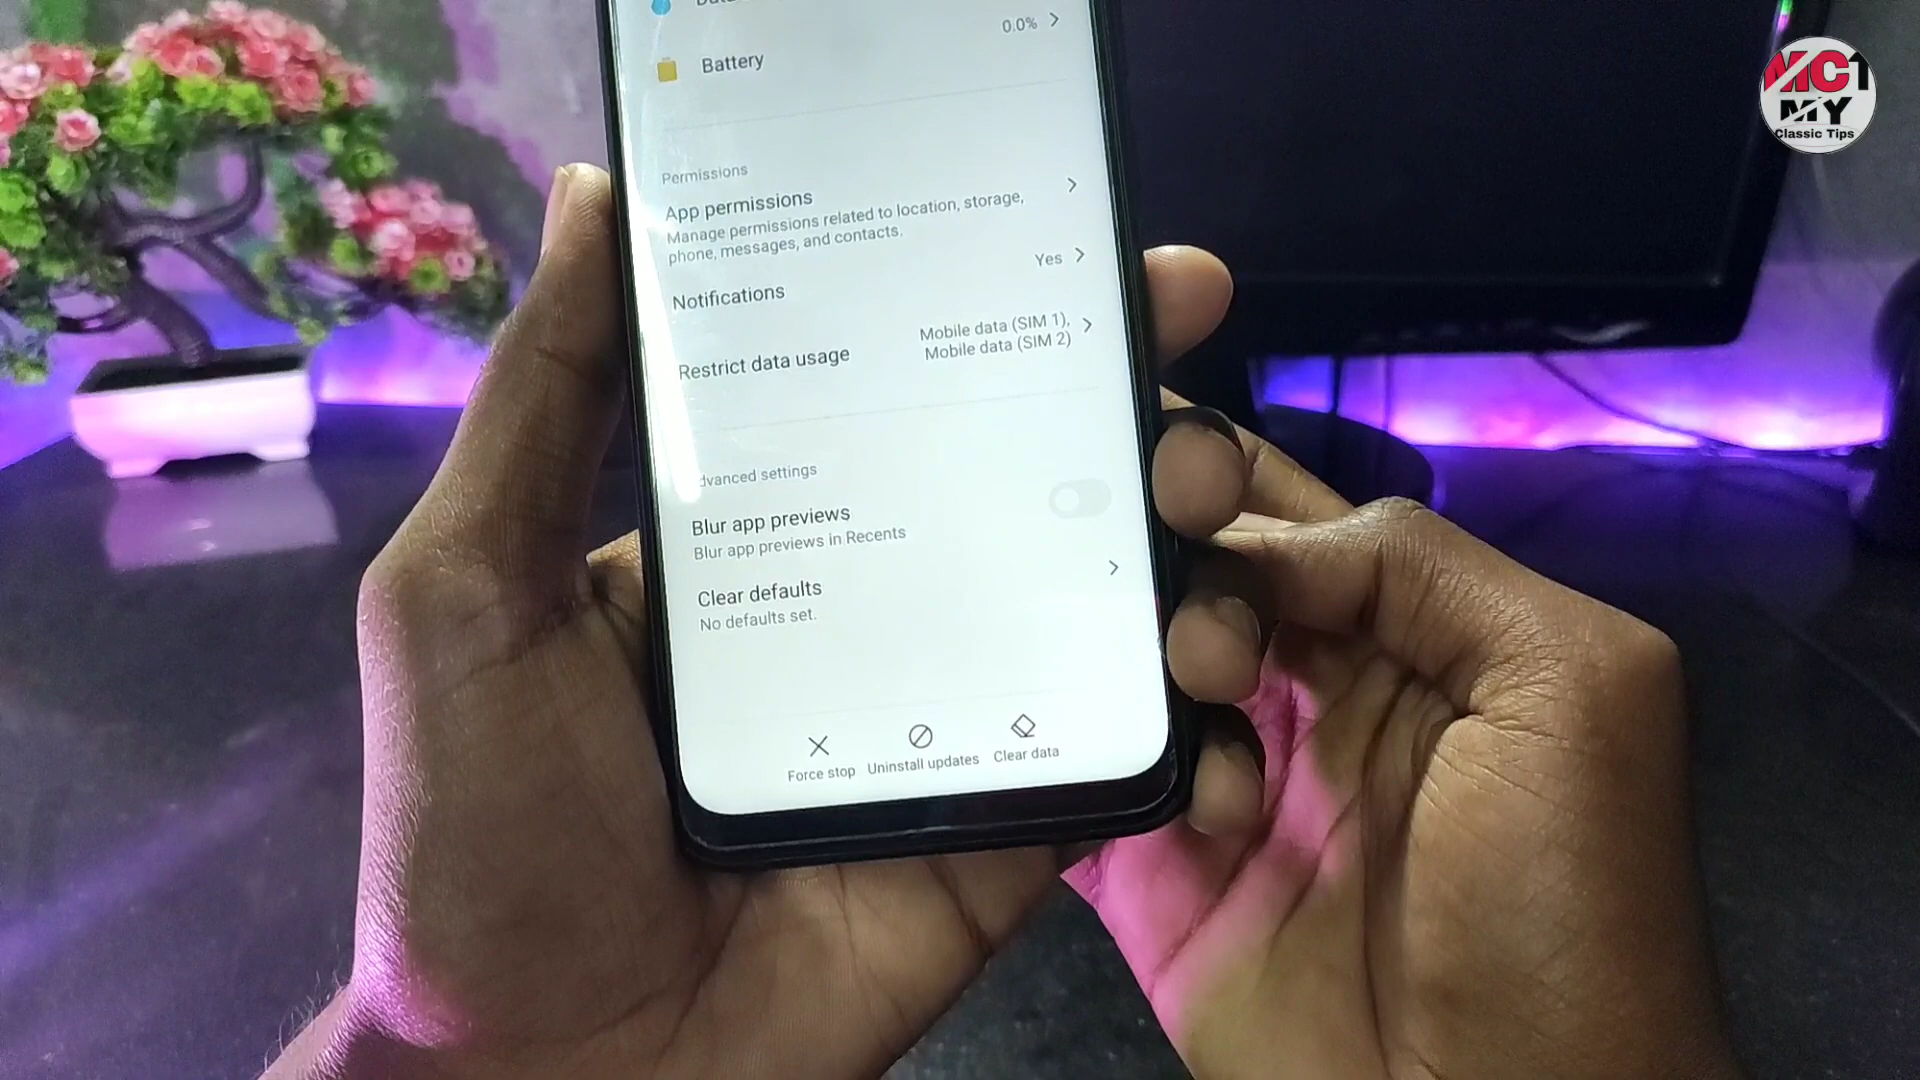 0.0%
Battery
Permissions
App permissions
Manage permissions related to location, storage,
phone, messages, and contacts.
Notifications
Yes
Restrict data usage
Mobile data (SIM 1),
Mobile data (SIM 2)
dvanced settings
Blur app previews
Blur app previews in Recents
Clear defaults
No defaults set.
Force stop
Uninstall updates
Clear data
MC1
MY
Classic Tips